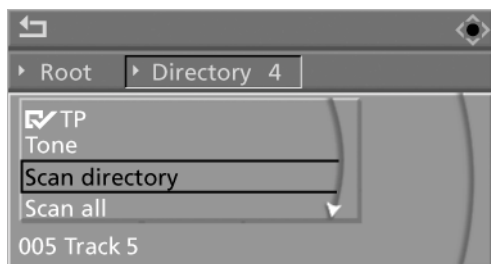 Root Directory 4
TP
Tone
Scan directory
Scan all
005 Track 5